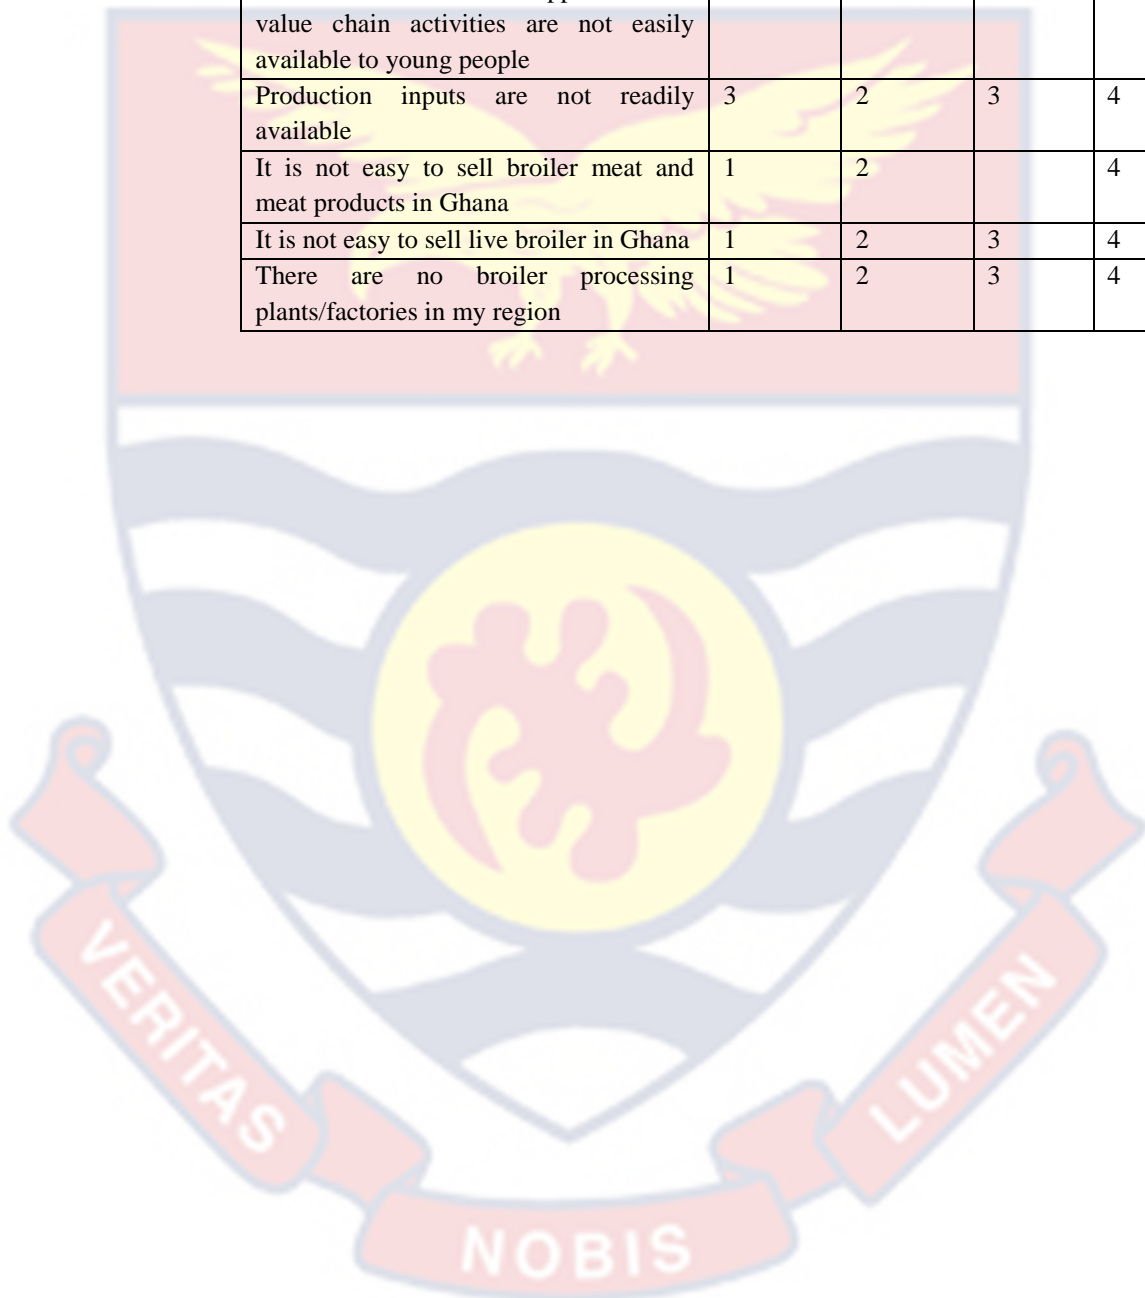 value chain activities are not easily
available to young people
Production inputs are not readily 3 2 3 4
available
It is not easy to sell broiler meat and 1 2 4
meat products in Ghana
It is not easy to sell live broiler in Ghana 1 2 3 4
There are no broiler processing 1 2 3 4
plants/factories in my region
VERITAS
NOBIS
LUMEN